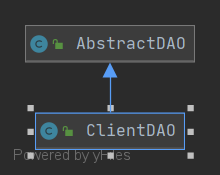 AbstractDAO
ClientDAO
Powered by yFiles